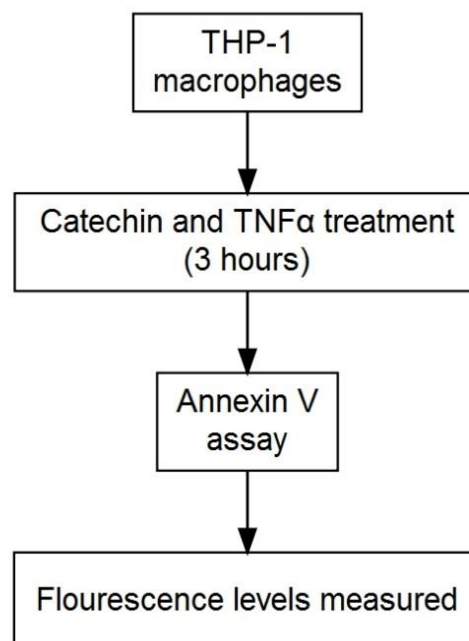 THP-1
macrophages
Catechin and TNFα treatment
(3 hours)
Annexin V
assay
Flourescence levels measured